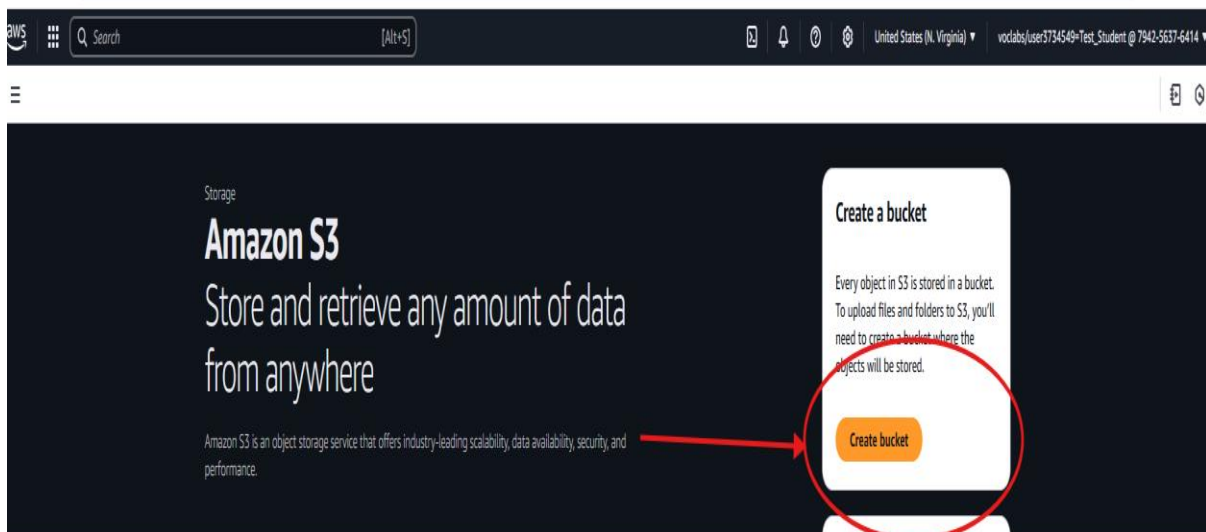 aws
Search
[Alt+S]
United States (N. Virginia)
voclabs/user3734549=Test_Student @ 7942-5637-6414
Storage
Amazon S3
Store and retrieve any amount of data
from anywhere
Amazon S3 is an object storage service that offers industry-leading scalability, data availability, security, and
performance.
Create a bucket
Every object in S3 is stored in a bucket.
To upload files and folders to S3, you'll
need to create a bucket where the
objects will be stored.
Create bucket